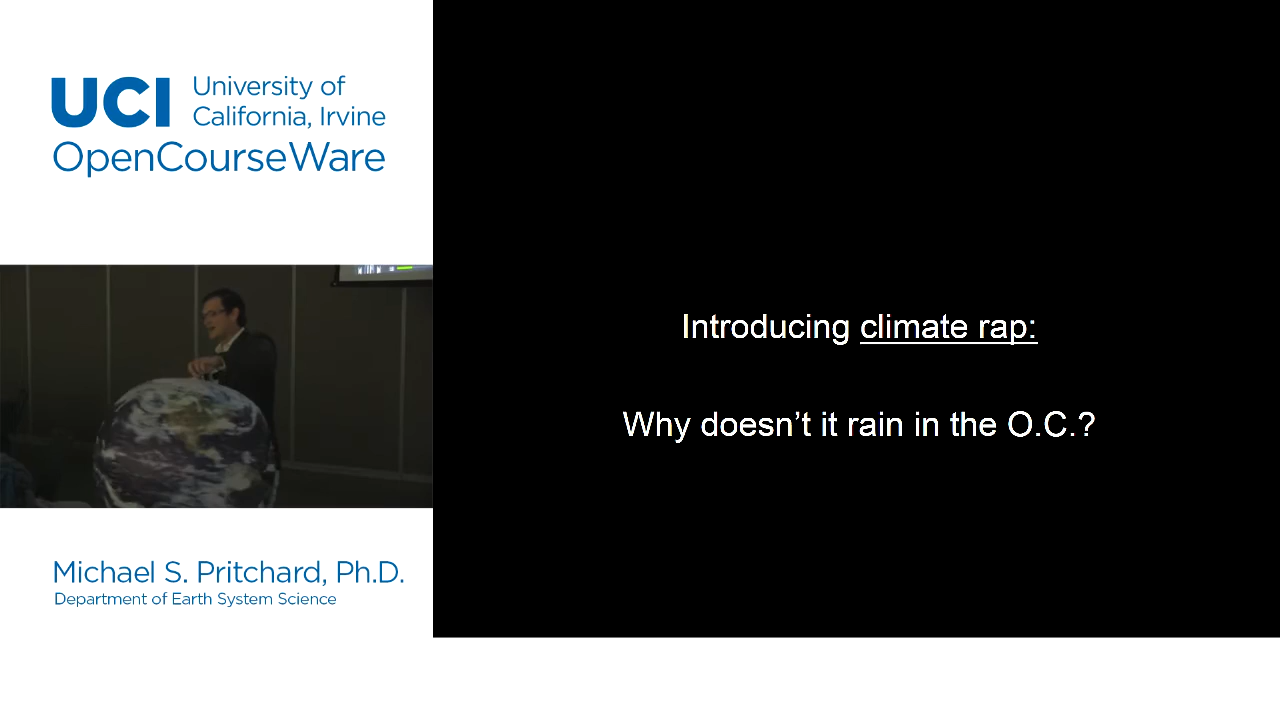 UCI University of
California, Irvine
OpenCourseWare
Introducing climate rap:
Why doesn't it rain in the O.C.?
Michael S. Pritchard, Ph.D.
Department of Earth System Science